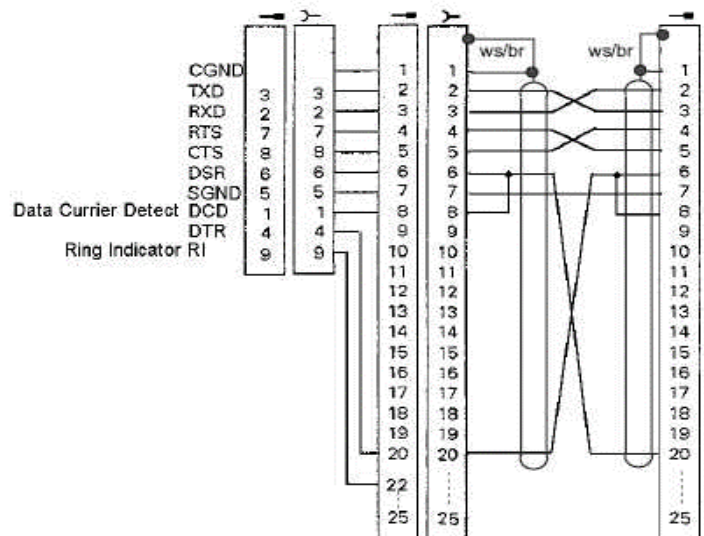 ws/br ws/br
CGND 1 1 1
TXD 3 3 2 2 2
RXD 2 2 3 3 3
RTS 7 7 4 4 4
CTS 8 8 5 5 5
DSR 6 6 6 6 6
SGND 5 5 7 7 7
Data Currier Detect DCD 1 1 8 8 8
DTR 4 4 9 9 9
Ring Indicator RI 9 9 10 10 10
11 11 11
12 12 12
13 13 13
14 14 14
15 15 15
16 16 16
17 17 17
18 18 18
19 19 19
20 20 20
22
25 25 25